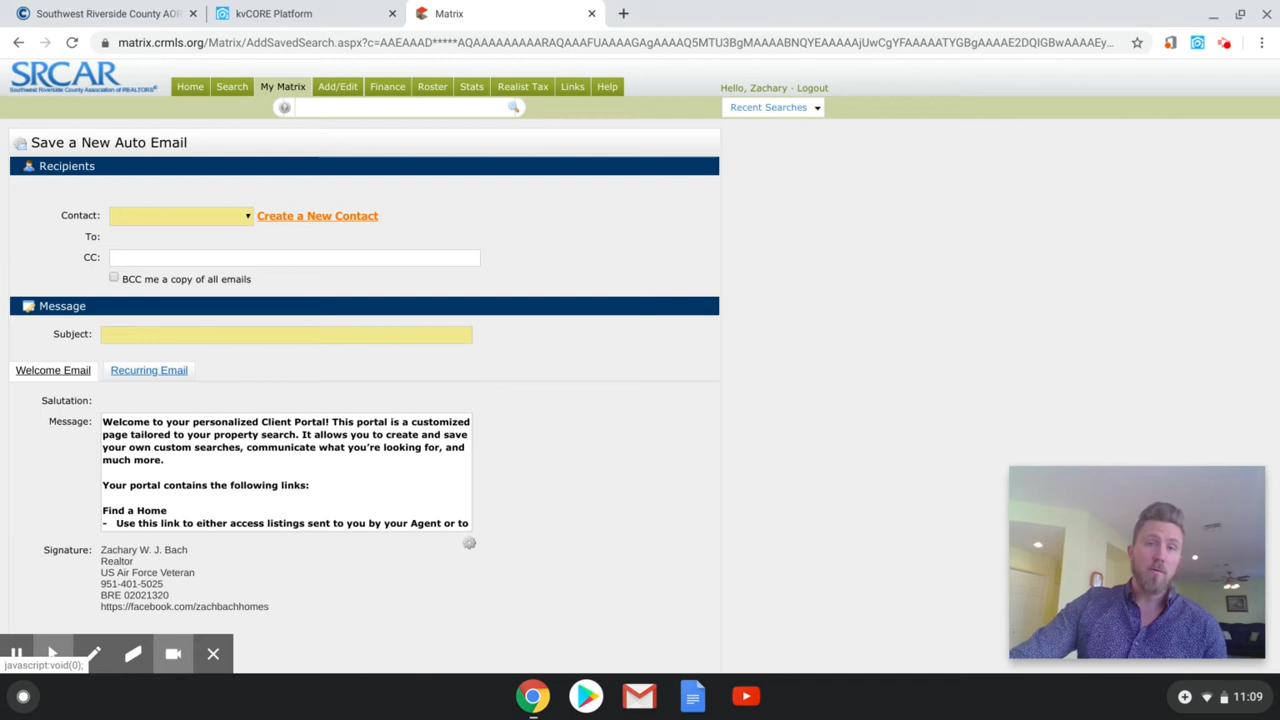 Southwest Riverside County AOR
kvCORE Platform
Matrix
matrix.crmls.org/Matrix/AddSavedSearch.aspx?c=AAEAAAD*****AQAAAAAAAAARAQAAAFUAAAAGAgAAAAQ5MTU3BgMAAAABNQYEAAAAAjUwCgYFAAAAATYGBgAAAAE2DQIGBwAAAAEy...
SRCAR
Southwest Riverside County Association of REALTORS®
Home Search My Matrix Add/Edit Finance Roster Stats Realist Tax Links Help
Hello, Zachary · Logout
Recent Searches
Save a New Auto Email
Recipients
Contact: Create a New Contact
To:
CC:
BCC me a copy of all emails
Message
Subject:
Welcome Email Recurring Email
Salutation:
Message: Welcome to your personalized Client Portal! This portal is a customized
page tailored to your property search. It allows you to create and save
your own custom searches, communicate what you're looking for, and
much more.
Your portal contains the following links:
Find a Home
- Use this link to either access listings sent to you by your Agent or to
Signature: Zachary W. J. Bach
Realtor
US Air Force Veteran
951-401-5025
BRE 02021320
https://facebook.com/zachbachhomes
javascript:void(0);
11:09